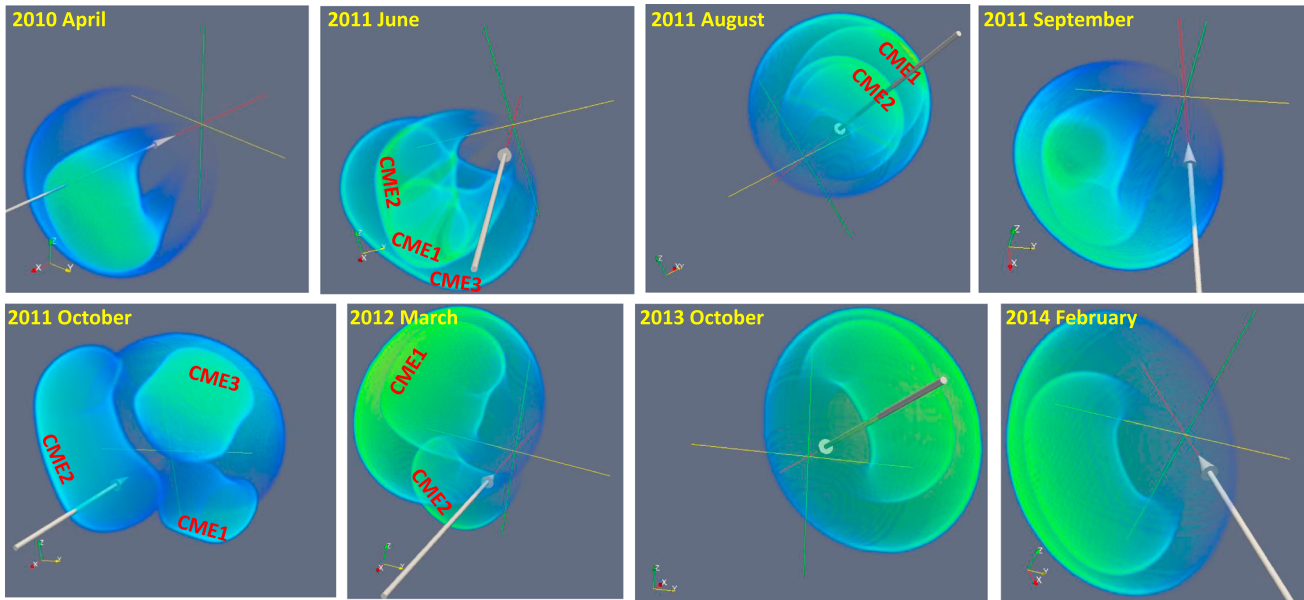 2010 April
2011 June
CME2
CME1
CME3
2011 August
CME1
CME2
2011 September
2011 October
CME3
CME2
CME1
2012 March
CME1
CME2
2013 October
2014 February
Z
X
Y
Z
X
Y
Z
X
Y
Z
Y
X
Z
X
Y
Z
X
Y
Z
X
Y
Z
Y
X